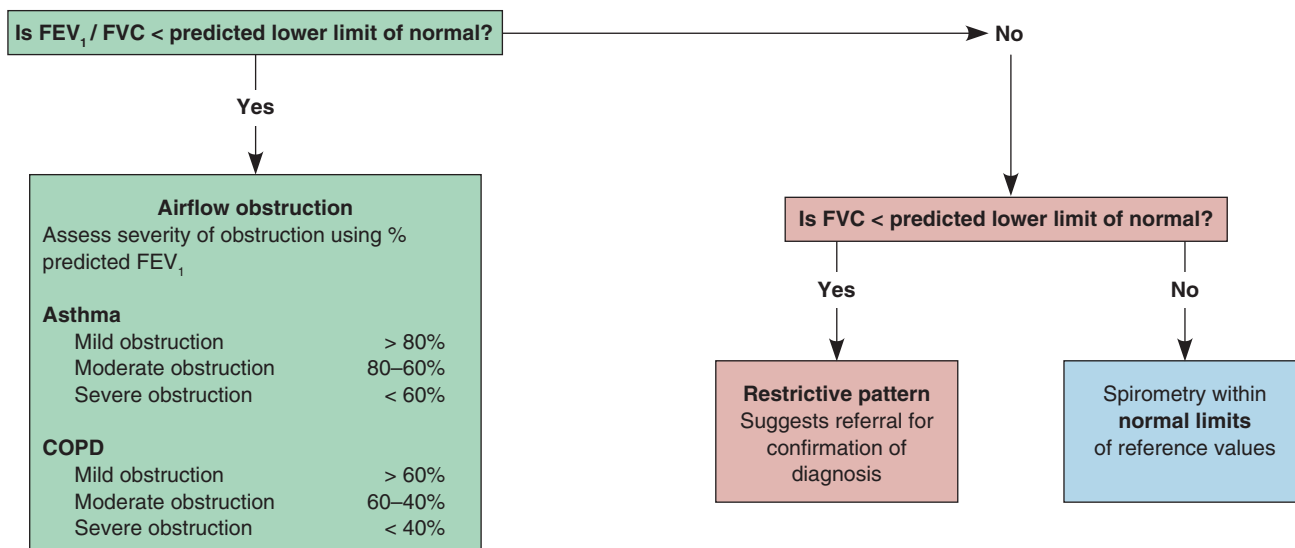 Is FEV₁ / FVC < predicted lower limit of normal?
No
Yes
Airflow obstruction
Assess severity of obstruction using %
predicted FEV₁
Asthma
Mild obstruction > 80%
Moderate obstruction 80–60%
Severe obstruction < 60%
COPD
Mild obstruction > 60%
Moderate obstruction 60–40%
Severe obstruction < 40%
Is FVC < predicted lower limit of normal?
Yes
No
Restrictive pattern
Suggests referral for
confirmation of
diagnosis
Spirometry within
normal limits
of reference values